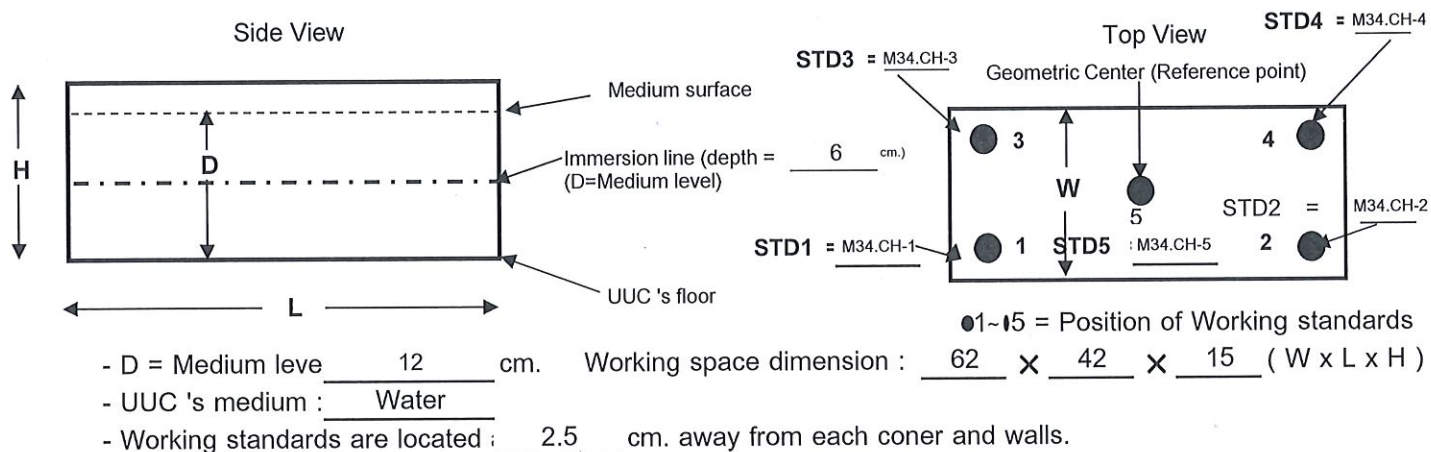 Side View
H
D
L
Medium surface
Immersion line (depth = 6 cm.)
(D=Medium level)
UUC 's floor
Top View
STD4 = M34.CH-4
STD3 = M34.CH-3
Geometric Center (Reference point)
3
4
W
5
STD2 = M34.CH-2
STD1 = M34.CH-1
1
STD5 : M34.CH-5
2
●1~●5 = Position of Working standards
- D = Medium leve 12 cm. Working space dimension : 62 × 42 × 15 ( W x L x H )
- UUC 's medium : Water
- Working standards are located : 2.5 cm. away from each coner and walls.